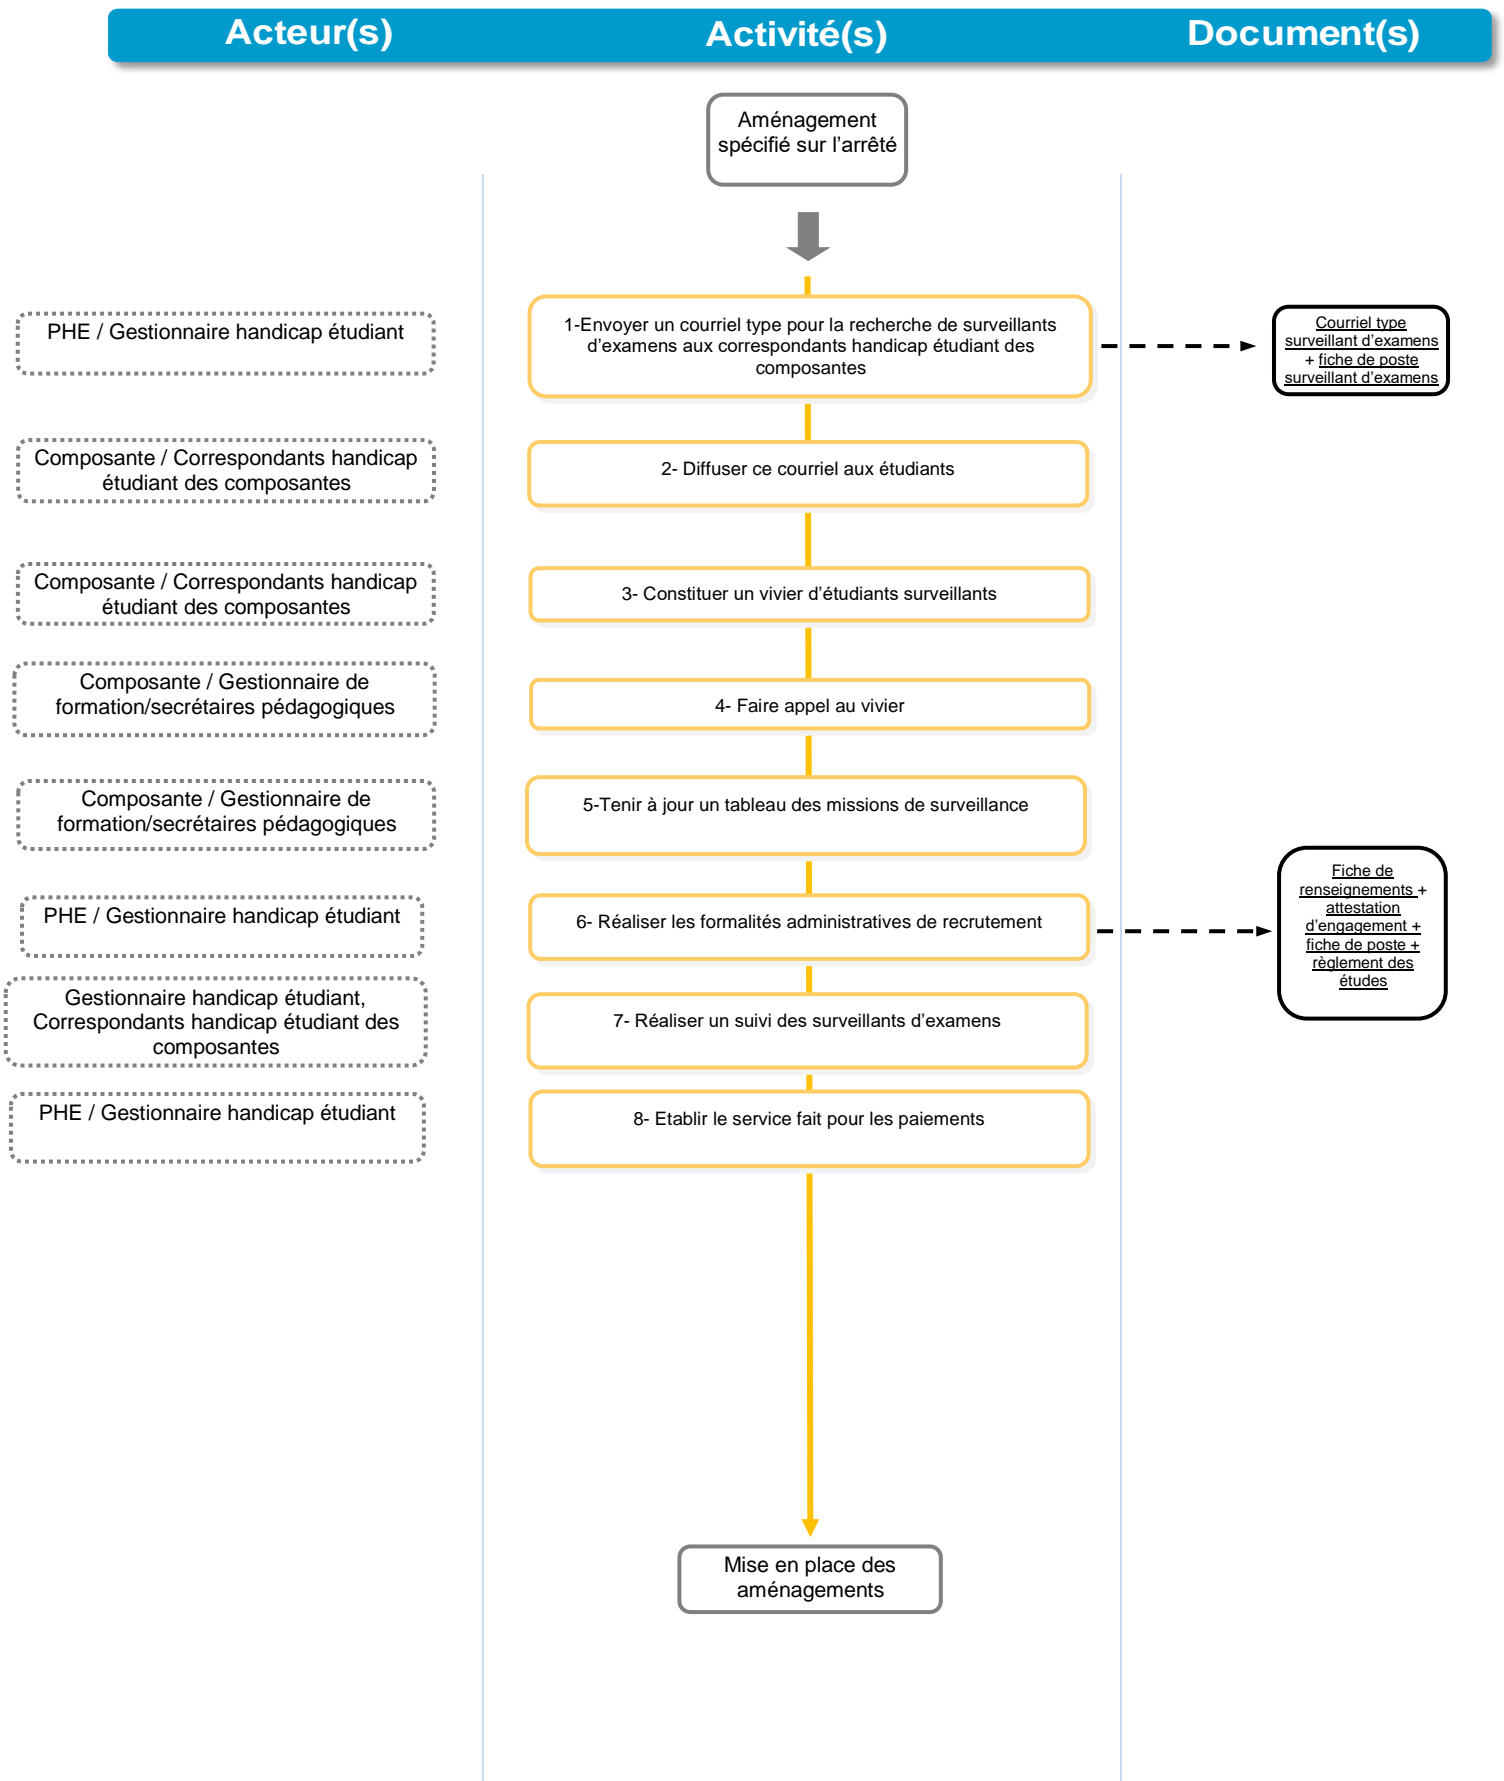 Acteur(s) Activité(s) Document(s)
Aménagement
spécifié sur l'arrêté
PHE / Gestionnaire handicap étudiant
1-Envoyer un courriel type pour la recherche de surveillants
d'examens aux correspondants handicap étudiant des
composantes
Courriel type
surveillant d'examens
+ fiche de poste
surveillant d'examens
Composante / Correspondants handicap
étudiant des composantes
2- Diffuser ce courriel aux étudiants
Composante / Correspondants handicap
étudiant des composantes
3- Constituer un vivier d'étudiants surveillants
Composante / Gestionnaire de
formation/secrétaires pédagogiques
4- Faire appel au vivier
Composante / Gestionnaire de
formation/secrétaires pédagogiques
5-Tenir à jour un tableau des missions de surveillance
PHE / Gestionnaire handicap étudiant
6- Réaliser les formalités administratives de recrutement
Fiche de
renseignements +
attestation
d'engagement +
fiche de poste +
règlement des
études
Gestionnaire handicap étudiant,
Correspondants handicap étudiant des
composantes
7- Réaliser un suivi des surveillants d'examens
PHE / Gestionnaire handicap étudiant
8- Etablir le service fait pour les paiements
Mise en place des
aménagements